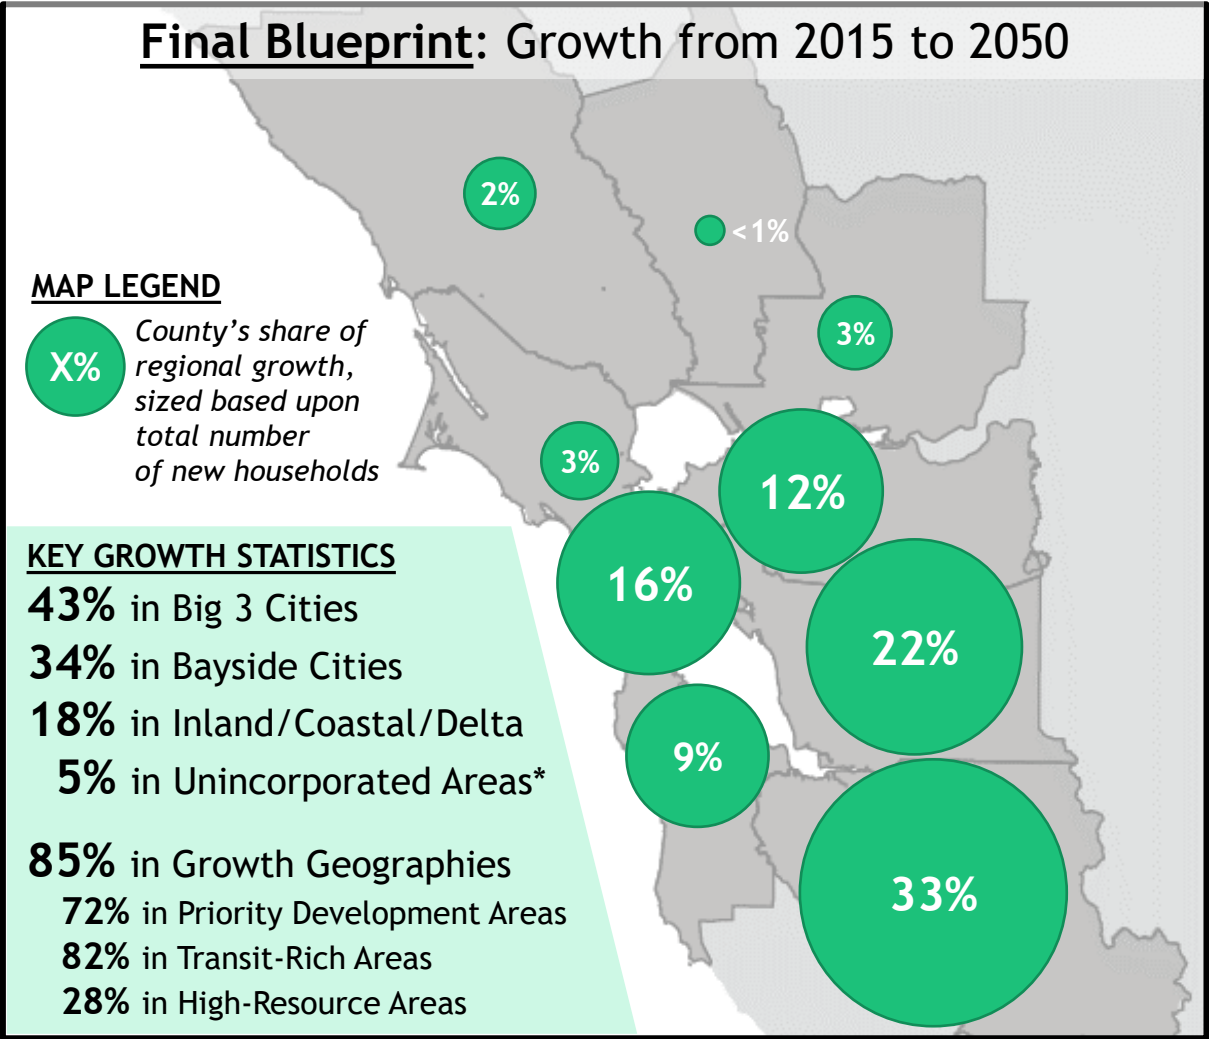 Final Blueprint: Growth from 2015 to 2050
2%
<1%
MAP LEGEND
X%
County’s share of
regional growth,
sized based upon
total number
of new households
3%
3%
12%
16%
22%
9%
33%
KEY GROWTH STATISTICS
43% in Big 3 Cities
34% in Bayside Cities
18% in Inland/Coastal/Delta
5% in Unincorporated Areas*
85% in Growth Geographies
72% in Priority Development Areas
82% in Transit-Rich Areas
28% in High-Resource Areas